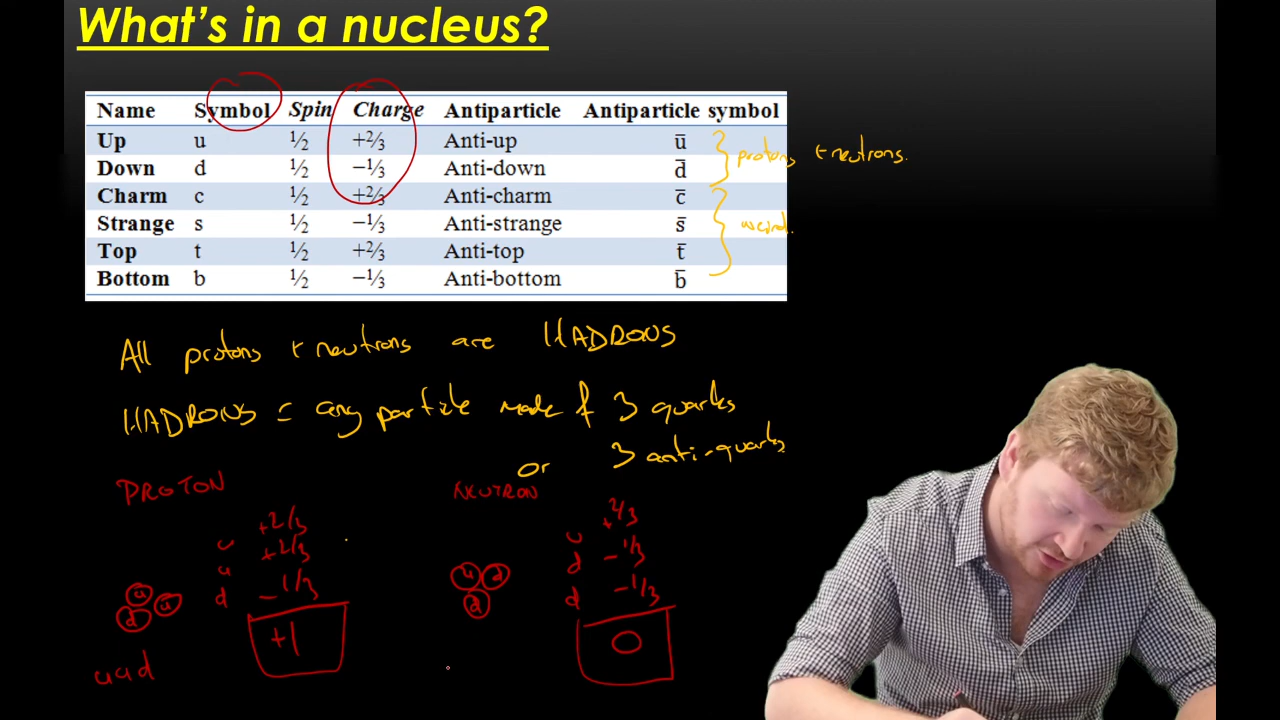 What's in a nucleus?
Name Symbol Spin Charge Antiparticle Antiparticle symbol
Up u ½ +⅔ Anti-up ū
Down d ½ −⅓ Anti-down d̄
Charm c ½ +⅔ Anti-charm c̄
Strange s ½ −⅓ Anti-strange s̄
Top t ½ +⅔ Anti-top t̄
Bottom b ½ −⅓ Anti-bottom b̄
protons + neutrons.
weird.
All protons + neutrons are HADRONS
HADRONS = any particle made of 3 quarks
or 3 anti-quarks
PROTON
u +2/3
u +2/3
d -1/3
+1
u u
d
uud
NEUTRON
u +2/3
d -1/3
d -1/3
0
u d
d